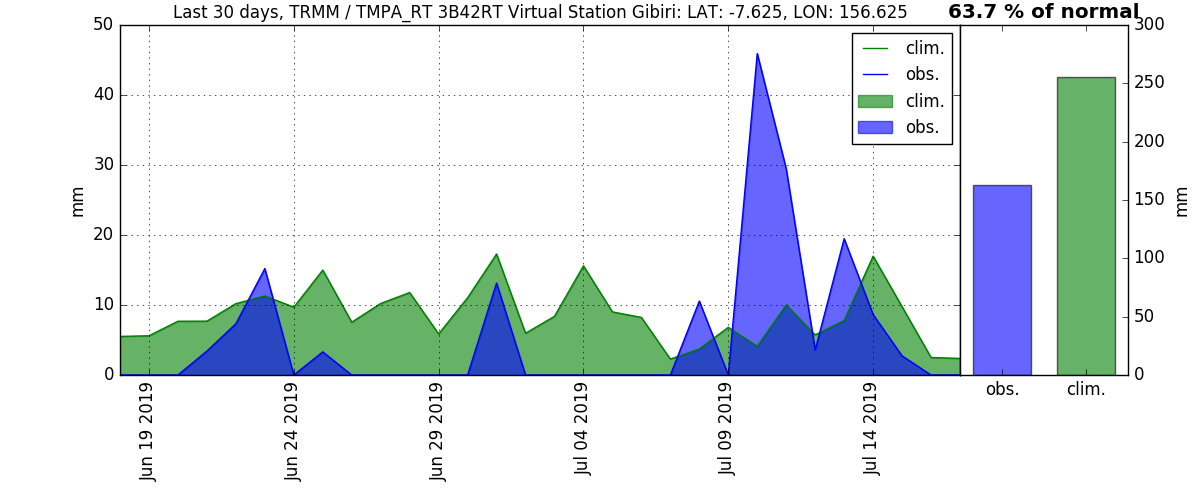 Last 30 days, TRMM / TMPA_RT 3B42RT Virtual Station Gibiri: LAT: -7.625, LON: 156.625
63.7 % of normal
50
40
30
20
10
0
mm
clim.
obs.
clim.
obs.
300
250
200
150
100
50
0
mm
Jun 19 2019
Jun 24 2019
Jun 29 2019
Jul 04 2019
Jul 09 2019
Jul 14 2019
obs.
clim.